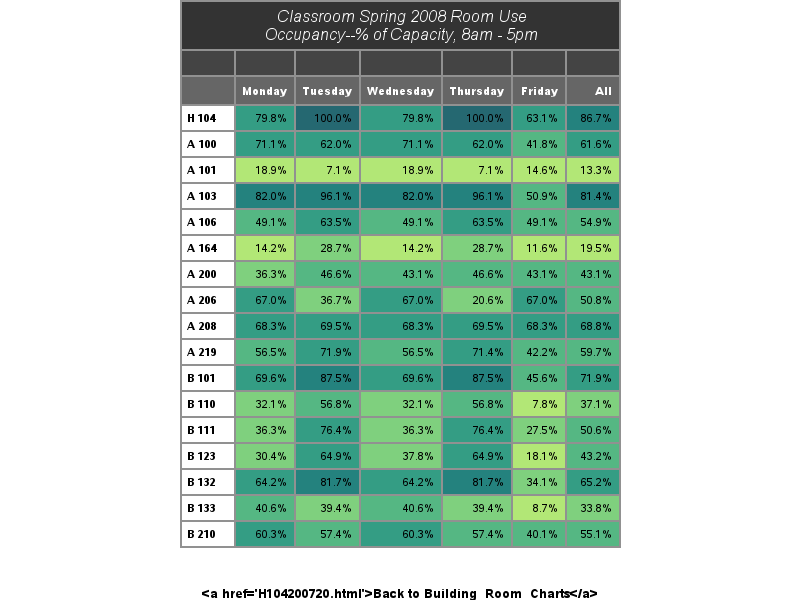 Classroom Spring 2008 Room Use
Occupancy--% of Capacity, 8am - 5pm
Monday Tuesday Wednesday Thursday Friday All
H 104 79.8% 100.0% 79.8% 100.0% 63.1% 86.7%
A 100 71.1% 62.0% 71.1% 62.0% 41.8% 61.6%
A 101 18.9% 7.1% 18.9% 7.1% 14.6% 13.3%
A 103 82.0% 96.1% 82.0% 96.1% 50.9% 81.4%
A 106 49.1% 63.5% 49.1% 63.5% 49.1% 54.9%
A 164 14.2% 28.7% 14.2% 28.7% 11.6% 19.5%
A 200 36.3% 46.6% 43.1% 46.6% 43.1% 43.1%
A 206 67.0% 36.7% 67.0% 20.6% 67.0% 50.8%
A 208 68.3% 69.5% 68.3% 69.5% 68.3% 68.8%
A 219 56.5% 71.9% 56.5% 71.4% 42.2% 59.7%
B 101 69.6% 87.5% 69.6% 87.5% 45.6% 71.9%
B 110 32.1% 56.8% 32.1% 56.8% 7.8% 37.1%
B 111 36.3% 76.4% 36.3% 76.4% 27.5% 50.6%
B 123 30.4% 64.9% 37.8% 64.9% 18.1% 43.2%
B 132 64.2% 81.7% 64.2% 81.7% 34.1% 65.2%
B 133 40.6% 39.4% 40.6% 39.4% 8.7% 33.8%
B 210 60.3% 57.4% 60.3% 57.4% 40.1% 55.1%
<a href='H104200720.html'>Back to Building_Room_Charts</a>